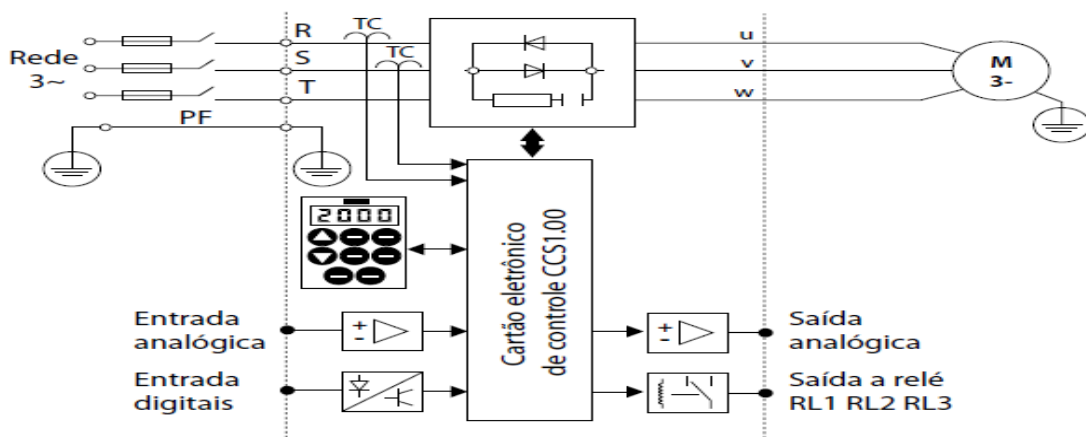 Rede
3~
R
S
T
PF
TC
TC
u
v
w
M
3-
2000
Cartão eletrônico
de controle CCS1.00
Entrada
analógica
+
-
Entrada
digitais
+
-
Saída
analógica
Saída a relé
RL1 RL2 RL3